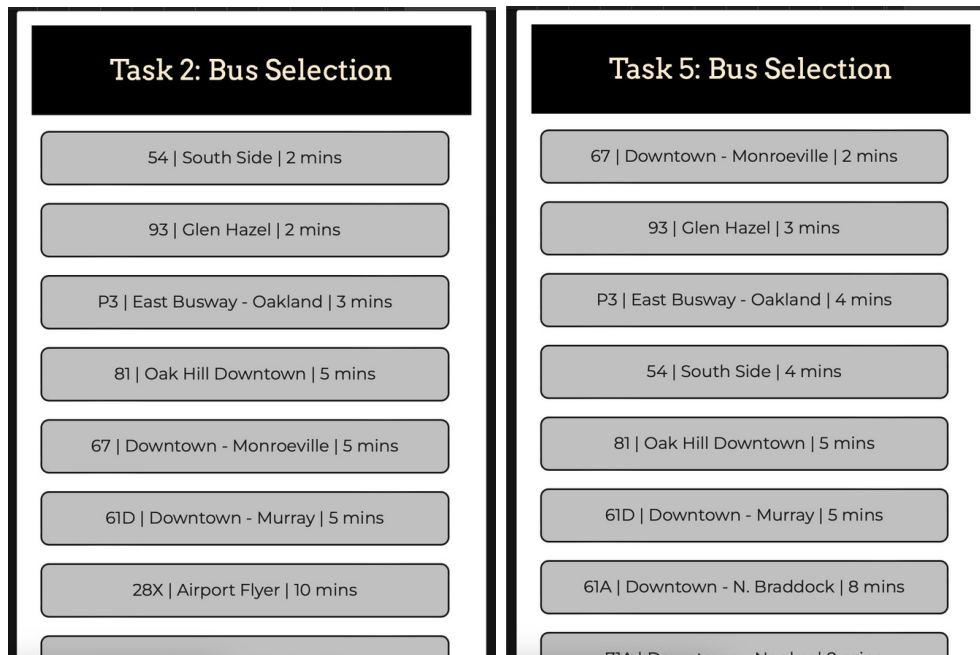 Task 2: Bus Selection
54 | South Side | 2 mins
93 | Glen Hazel | 2 mins
P3 | East Busway - Oakland | 3 mins
81 | Oak Hill Downtown | 5 mins
67 | Downtown - Monroeville | 5 mins
61D | Downtown - Murray | 5 mins
28X | Airport Flyer | 10 mins
Task 5: Bus Selection
67 | Downtown - Monroeville | 2 mins
93 | Glen Hazel | 3 mins
P3 | East Busway - Oakland | 4 mins
54 | South Side | 4 mins
81 | Oak Hill Downtown | 5 mins
61D | Downtown - Murray | 5 mins
61A | Downtown - N. Braddock | 8 mins